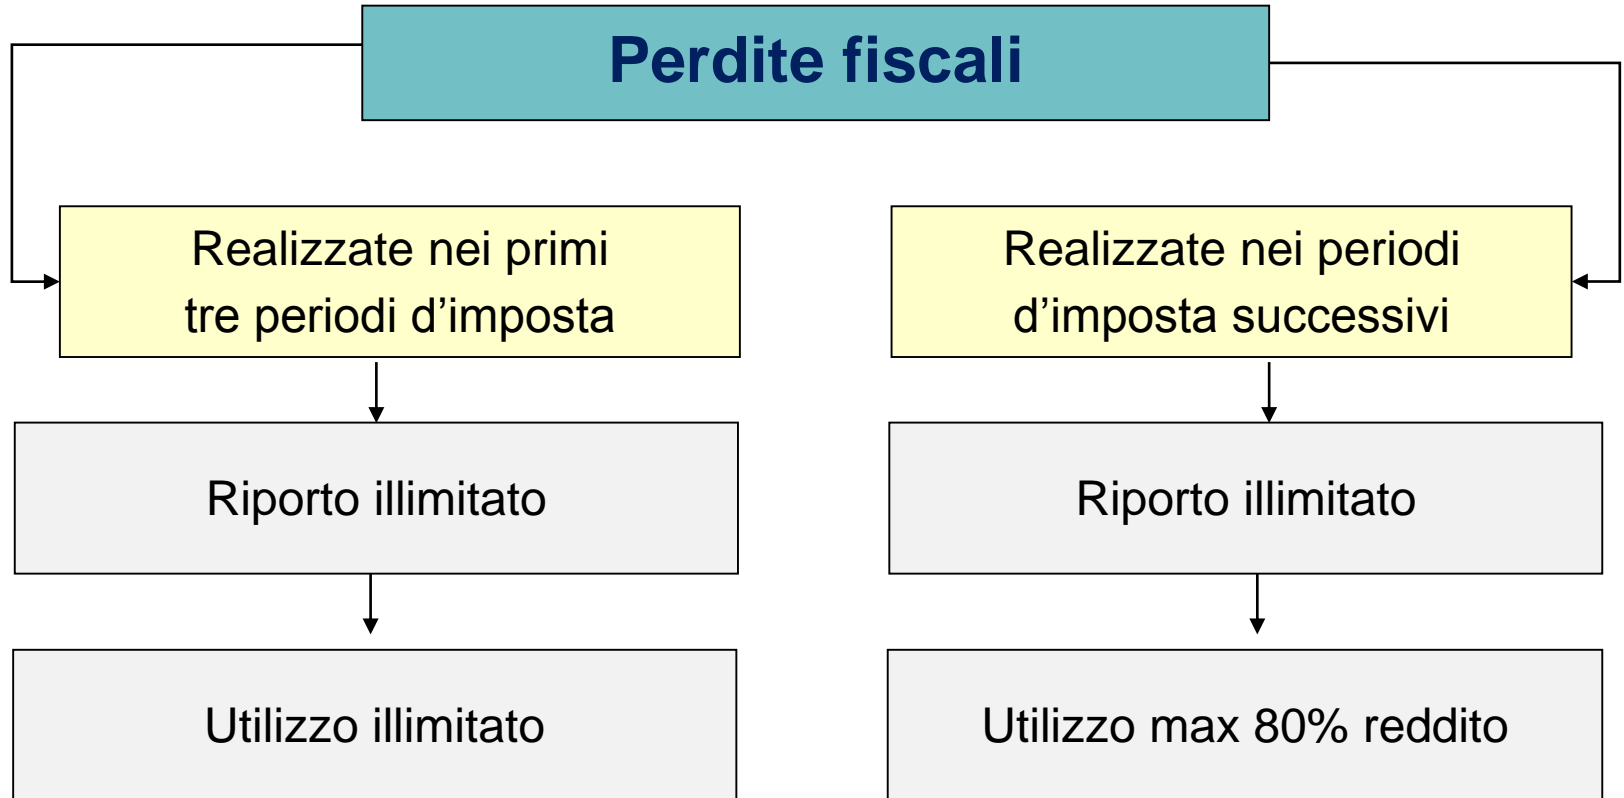 Perdite fiscali
Realizzate nei primi
tre periodi d’imposta
Realizzate nei periodi
d’imposta successivi
Riporto illimitato
Riporto illimitato
Utilizzo illimitato
Utilizzo max 80% reddito